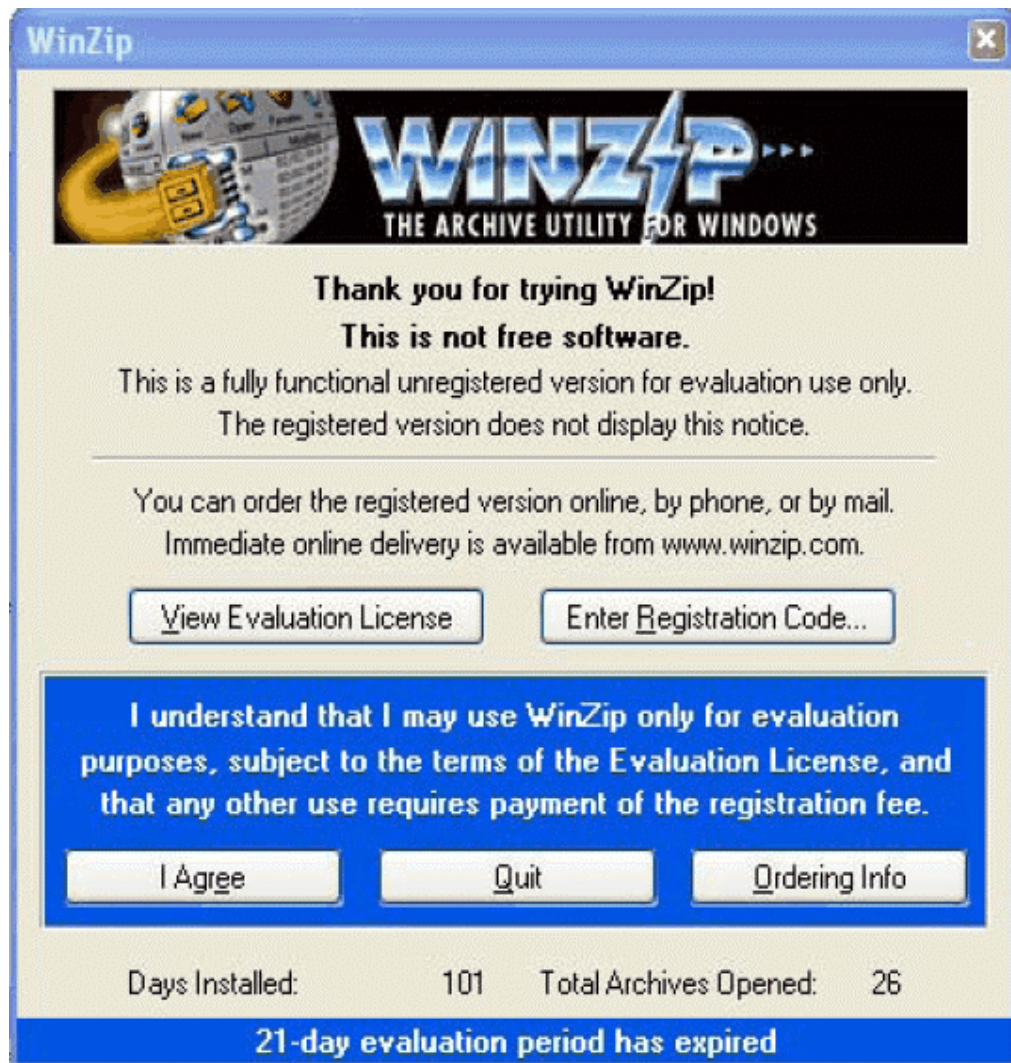 WinZip
WINZIP
THE ARCHIVE UTILITY FOR WINDOWS
Thank you for trying WinZip!
This is not free software.
This is a fully functional unregistered version for evaluation use only.
The registered version does not display this notice.
You can order the registered version online, by phone, or by mail.
Immediate online delivery is available from www.winzip.com.
View Evaluation License Enter Registration Code...
I understand that I may use WinZip only for evaluation
purposes, subject to the terms of the Evaluation License, and
that any other use requires payment of the registration fee.
I Agree Quit Ordering Info
Days Installed: 101 Total Archives Opened: 26
21-day evaluation period has expired